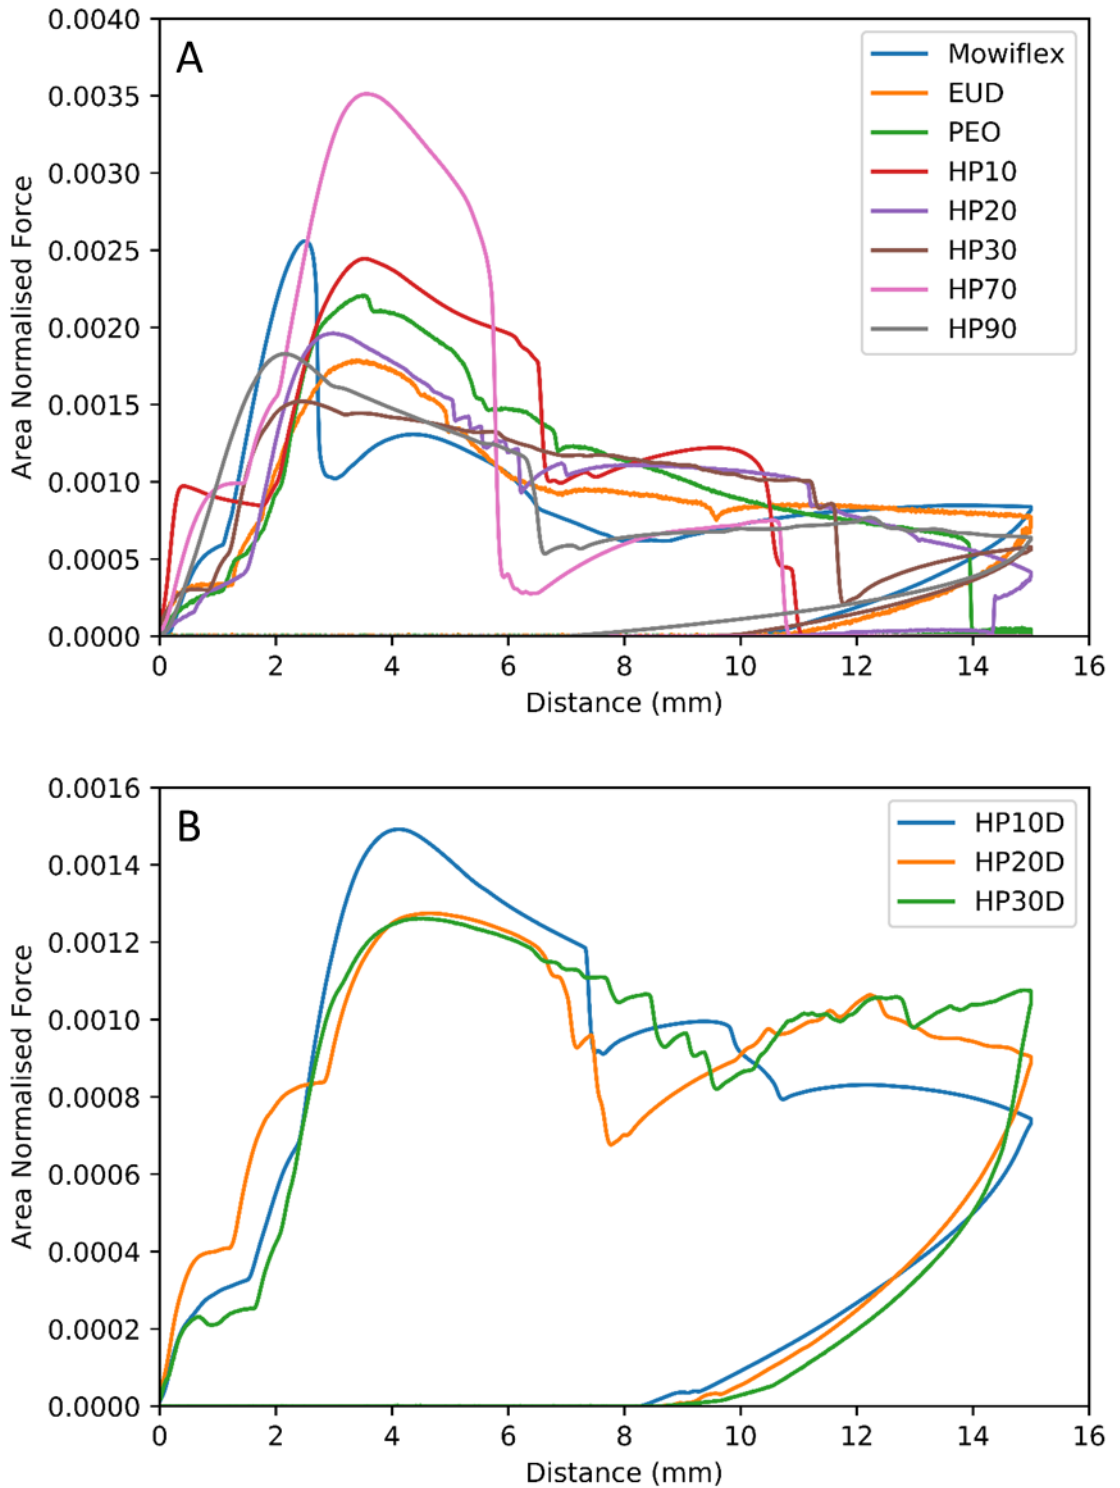 A
0.0040
0.0035
0.0030
0.0025
0.0020
0.0015
0.0010
0.0005
0.0000
Area Normalised Force
0 2 4 6 8 10 12 14 16
Distance (mm)
Mowiflex
EUD
PEO
HP10
HP20
HP30
HP70
HP90
B
0.0016
0.0014
0.0012
0.0010
0.0008
0.0006
0.0004
0.0002
0.0000
Area Normalised Force
0 2 4 6 8 10 12 14 16
Distance (mm)
HP10D
HP20D
HP30D